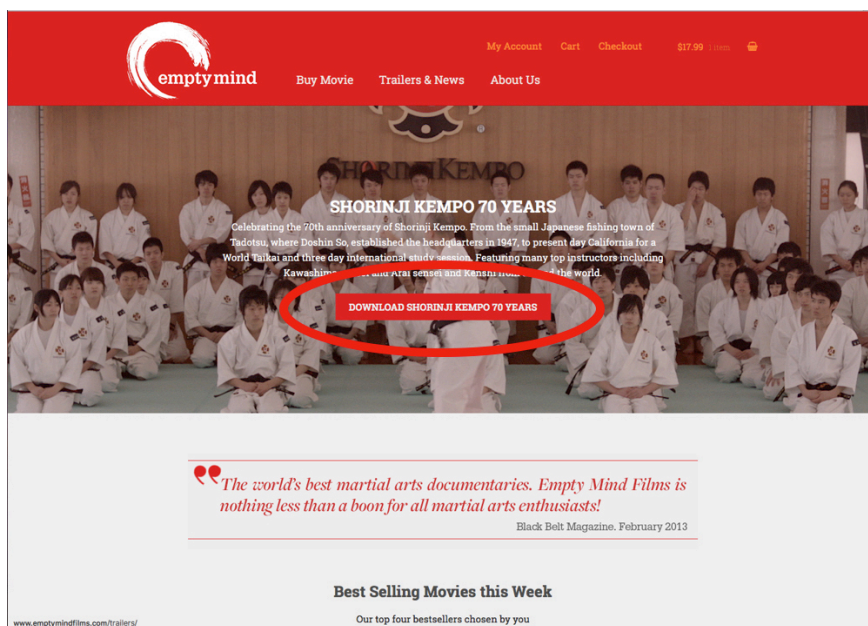 My Account Cart Checkout $17.99 1 item
emptymind
Buy Movie Trailers & News About Us
SHORINJI KEMPO
SHORINJI KEMPO 70 YEARS
Celebrating the 70th anniversary of Shorinji Kempo. From the small Japanese fishing town of
Tadotsu, where Doshin So, established the headquarters in 1947, to present day California for a
World Taikai and three day international study session. Featuring many top instructors including
Kawashima and Arai sensei and Kenshi the world.
DOWNLOAD SHORINJI KEMPO 70 YEARS
The world's best martial arts documentaries. Empty Mind Films is
nothing less than a boon for all martial arts enthusiasts!
Black Belt Magazine. February 2013
Best Selling Movies this Week
Our top four bestsellers chosen by you
www.emptymindfilms.com/trailers/